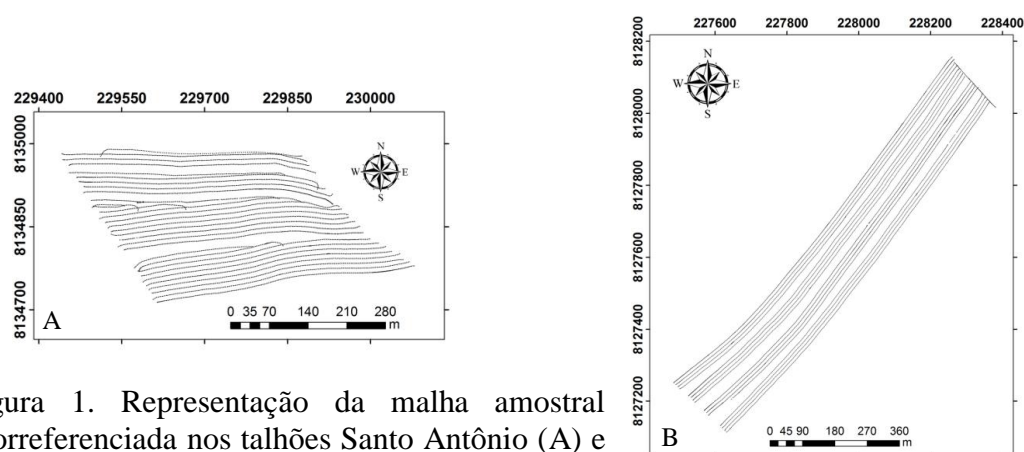 229400 229550 229700 229850 230000
8135000
8134850
8134700
N
W E
S
0 35 70 140 210 280
m
A
227600 227800 228000 228200 228400
8128200
8128000
8127800
8127600
8127400
8127200
N
W E
S
0 45 90 180 270 360
m
B
gura 1. Representação da malha amostral
orreferenciada nos talhões Santo Antônio (A) e